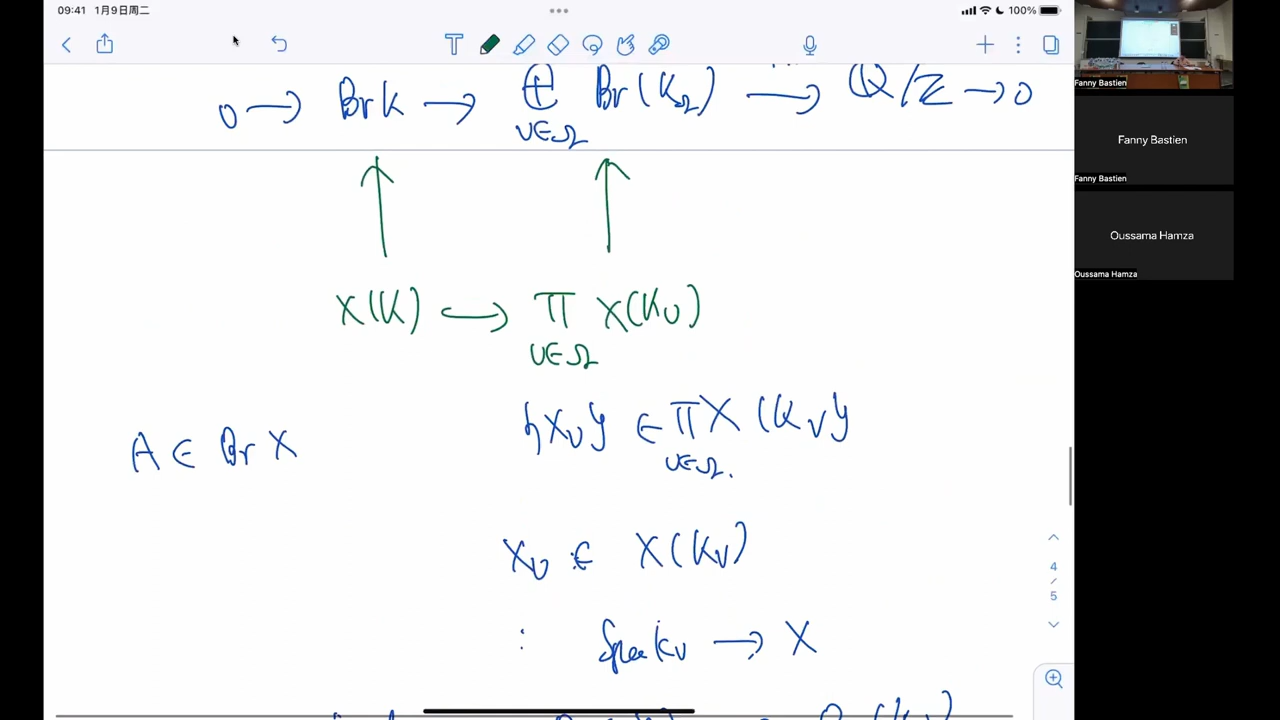 09:41 1月9日周二
100%
0 → Br K → ⊕ Br(K_Ω) → Q/Z → 0
v∈Ω
X(K) ↪ ∏ X(K_v)
v∈Ω
{x_v} ∈ ∏ X(K_v)
v∈Ω.
A ∈ Br X
x_v ∈ X(K_v)
: Spec K_v → X
4
/
5
Fanny Bastien
Fanny Bastien
Fanny Bastien
Oussama Hamza
Oussama Hamza